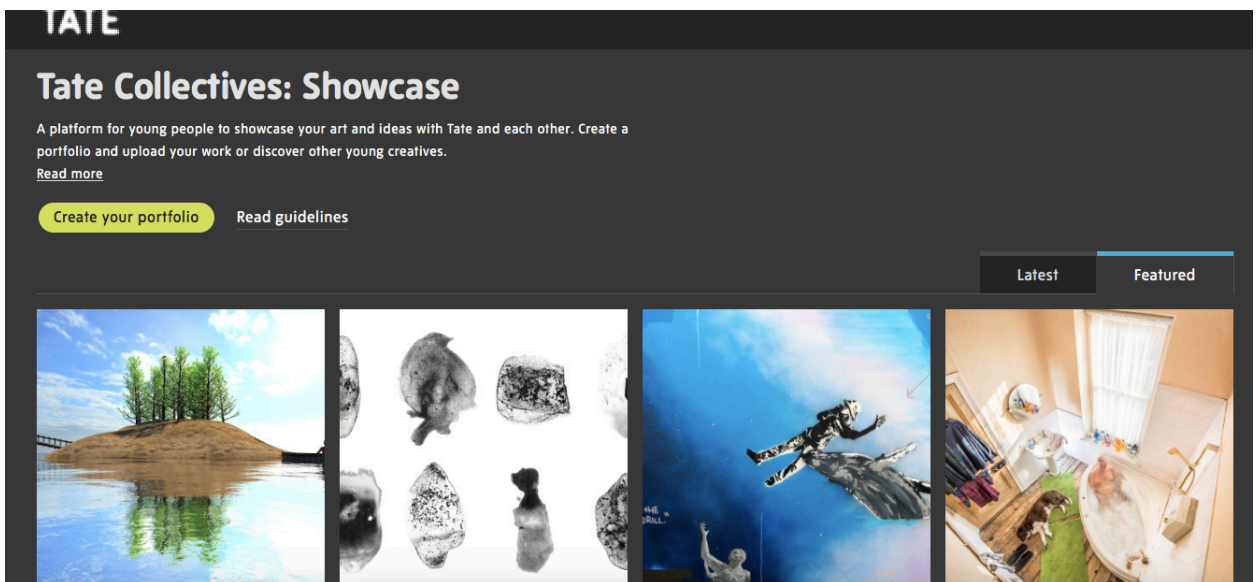 TATE
Tate Collectives: Showcase
A platform for young people to showcase your art and ideas with Tate and each other. Create a
portfolio and upload your work or discover other young creatives.
Read more
Create your portfolio Read guidelines
Latest Featured
THE
DRILL.